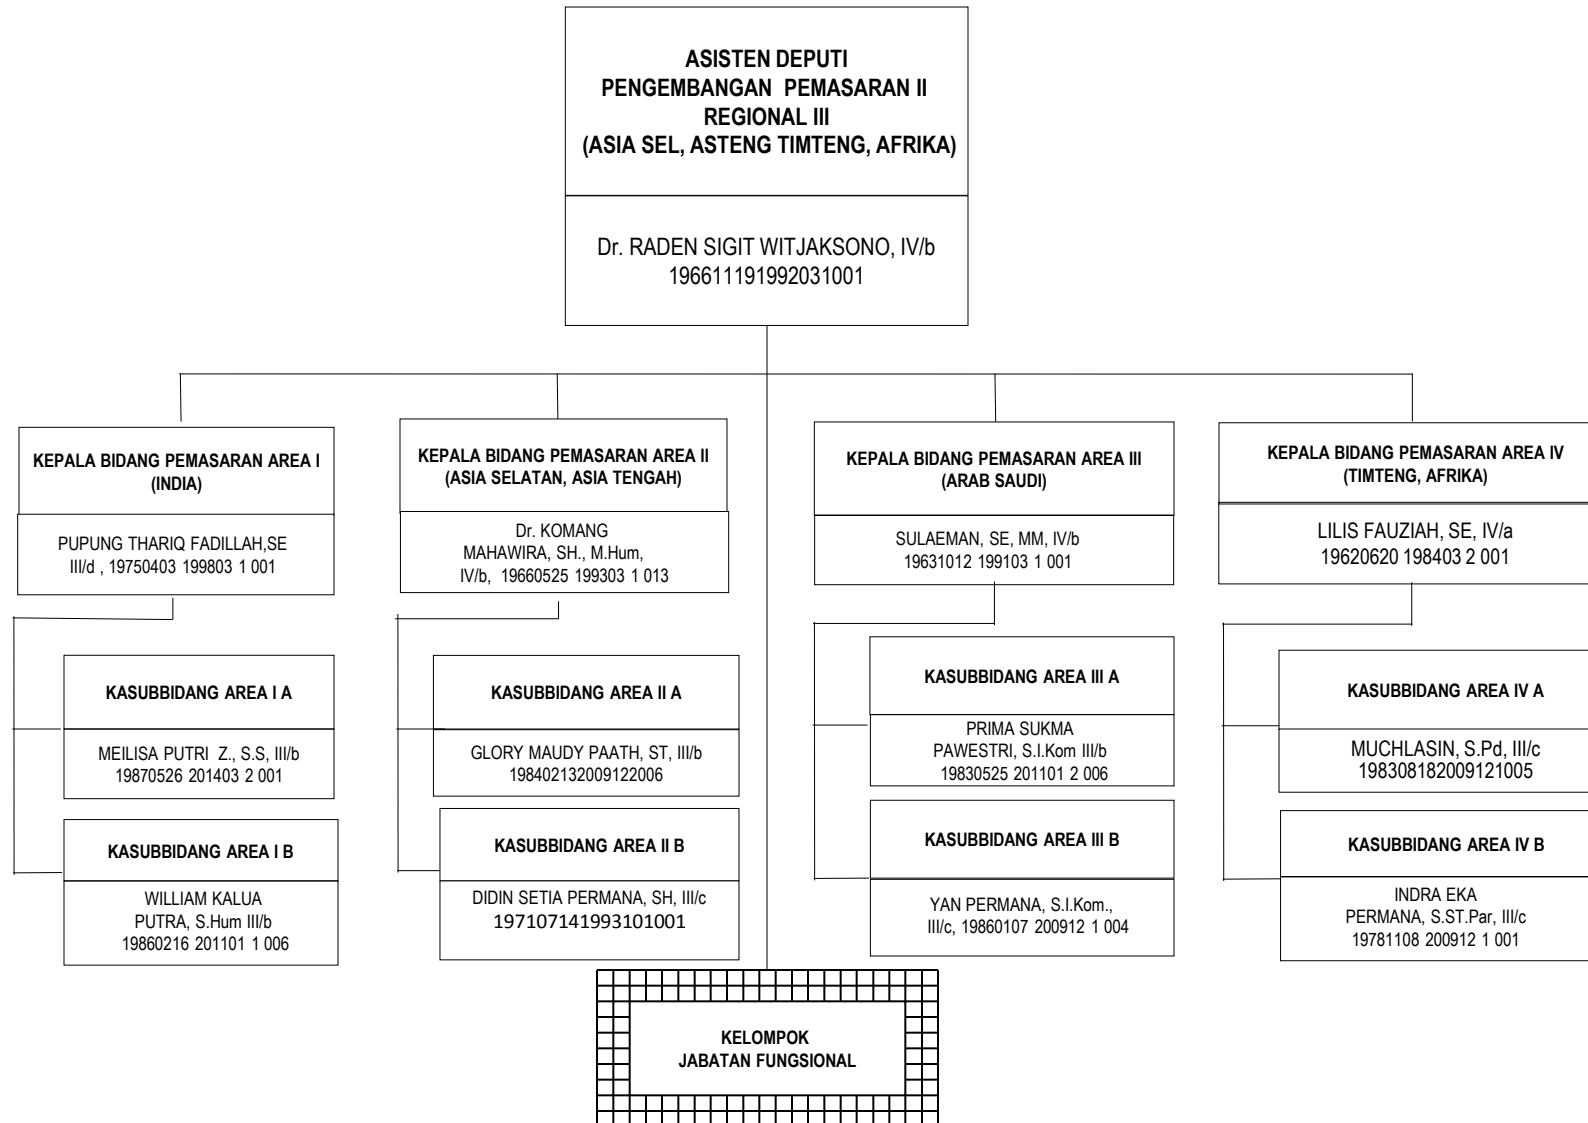 ASISTEN DEPUTI
PENGEMBANGAN PEMASARAN II
REGIONAL III
(ASIA SEL, ASTENG TIMTENG, AFRIKA)
Dr. RADEN SIGIT WITJAKSONO, IV/b
196611191992031001
KEPALA BIDANG PEMASARAN AREA I
(INDIA)
PUPUNG THARIQ FADILLAH,SE
III/d , 19750403 199803 1 001
KEPALA BIDANG PEMASARAN AREA II
(ASIA SELATAN, ASIA TENGAH)
Dr. KOMANG
MAHAWIRA, SH., M.Hum,
IV/b, 19660525 199303 1 013
KEPALA BIDANG PEMASARAN AREA III
(ARAB SAUDI)
SULAEMAN, SE, MM, IV/b
19631012 199103 1 001
KEPALA BIDANG PEMASARAN AREA IV
(TIMTENG, AFRIKA)
LILIS FAUZIAH, SE, IV/a
19620620 198403 2 001
KASUBBIDANG AREA I A
MEILISA PUTRI Z., S.S, III/b
19870526 201403 2 001
KASUBBIDANG AREA I B
WILLIAM KALUA
PUTRA, S.Hum III/b
19860216 201101 1 006
KASUBBIDANG AREA II A
GLORY MAUDY PAATH, ST, III/b
198402132009122006
KASUBBIDANG AREA II B
DIDIN SETIA PERMANA, SH, III/c
197107141993101001
KASUBBIDANG AREA III A
PRIMA SUKMA
PAWESTRI, S.I.Kom III/b
19830525 201101 2 006
KASUBBIDANG AREA III B
YAN PERMANA, S.I.Kom.,
III/c, 19860107 200912 1 004
KASUBBIDANG AREA IV A
MUCHLASIN, S.Pd, III/c
198308182009121005
KASUBBIDANG AREA IV B
INDRA EKA
PERMANA, S.ST.Par, III/c
19781108 200912 1 001
KELOMPOK
JABATAN FUNGSIONAL